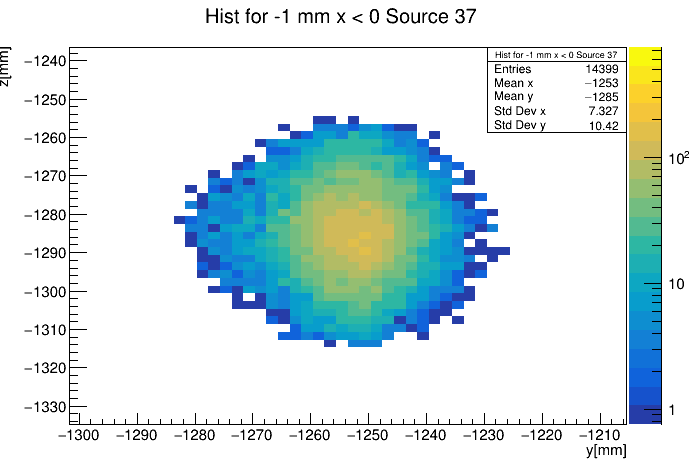 Hist for -1 mm x < 0 Source 37
z[mm]
Hist for -1 mm x < 0 Source 37
Entries 14399
Mean x −1253
Mean y −1285
Std Dev x 7.327
Std Dev y 10.42
−1240
−1250
−1260
−1270
−1280
−1290
−1300
−1310
−1320
−1330
10²
10
1
−1300 −1290 −1280 −1270 −1260 −1250 −1240 −1230 −1220 −1210
y[mm]